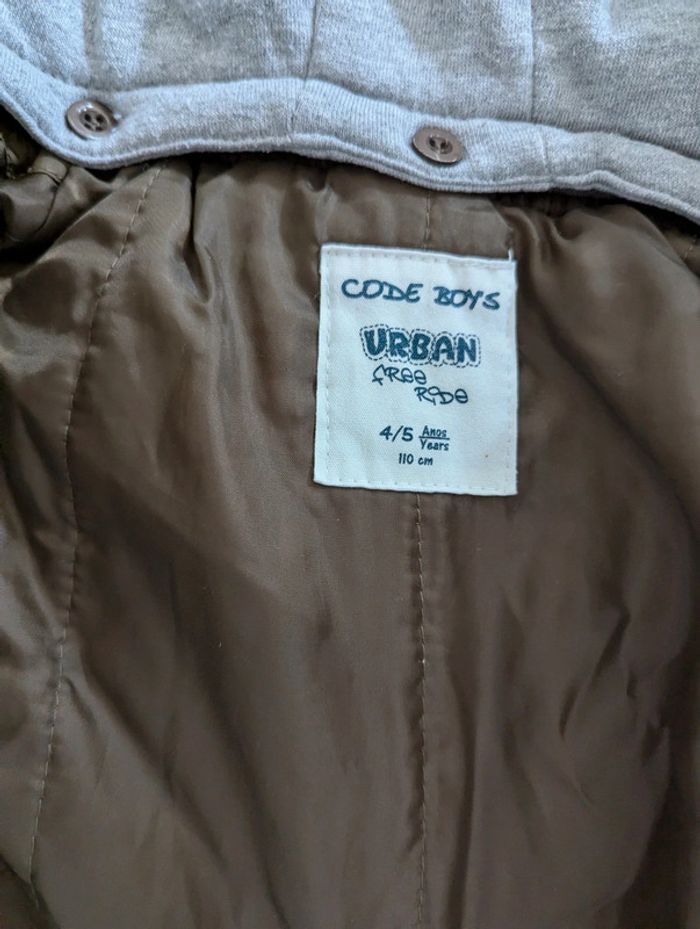 CODE BOYS
URBAN
FREE
RIDE
4/5 Anos
Years
110 cm